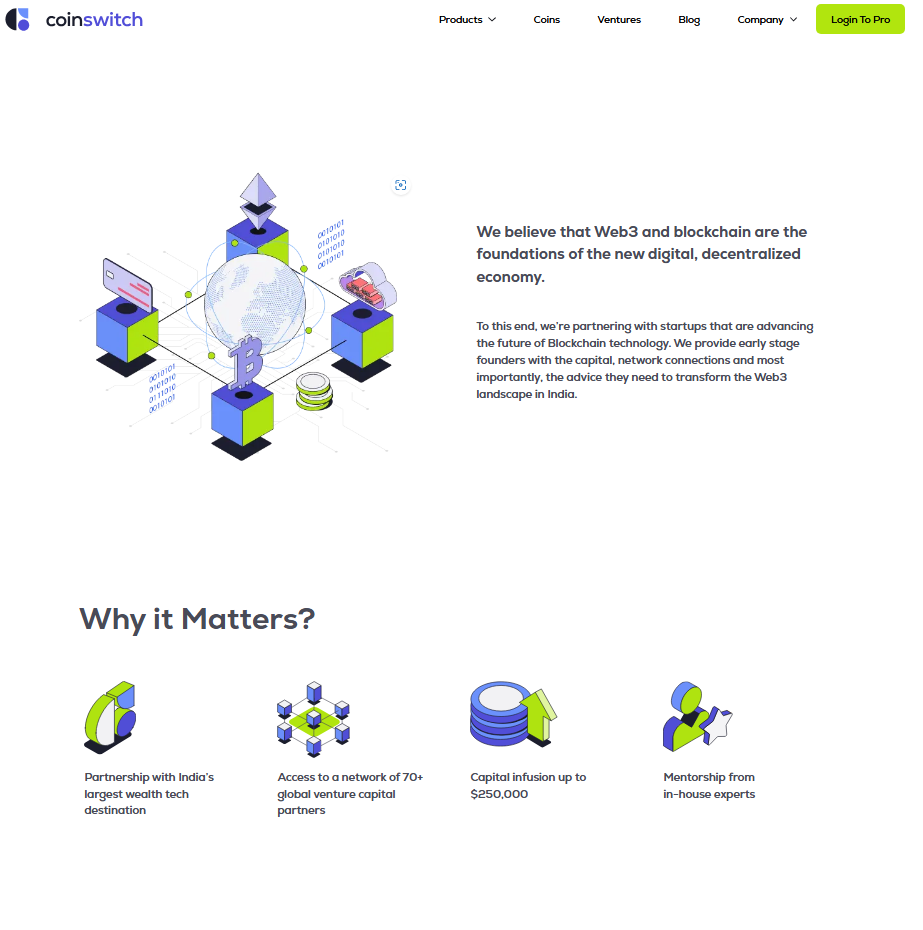 coinswitch
Products
Coins
Ventures
Blog
Company
Login To Pro
0010101
0101010
0101010
0010101
We believe that Web3 and blockchain are the
foundations of the new digital, decentralized
economy.
To this end, we're partnering with startups that are advancing
the future of Blockchain technology. We provide early stage
founders with the capital, network connections and most
importantly, the advice they need to transform the Web3
landscape in India.
0010101
0101010
0111010
0010101
Why it Matters?
Partnership with India's
largest wealth tech
destination
Access to a network of 70+
global venture capital
partners
Capital infusion up to
$250,000
Mentorship from
in-house experts